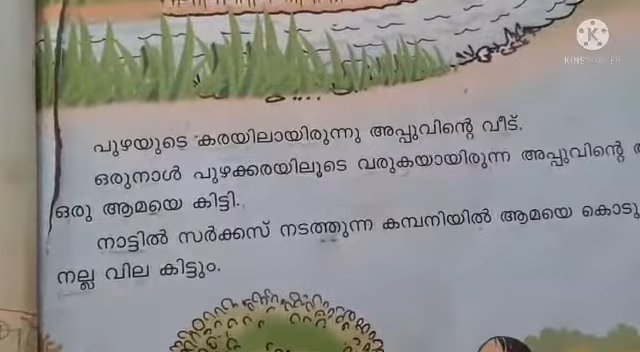 KINEMASTER
പുഴയുടെ കരയിലായിരുന്നു അപ്പുവിന്റെ വീട്.
ഒരുനാൾ പുഴക്കരയിലൂടെ വരുകയായിരുന്ന അപ്പുവിന്റെ
ഒരു ആമയെ കിട്ടി.
നാട്ടിൽ സർക്കസ് നടത്തുന്ന കമ്പനിയിൽ ആമയെ
നല്ല വില കിട്ടും.